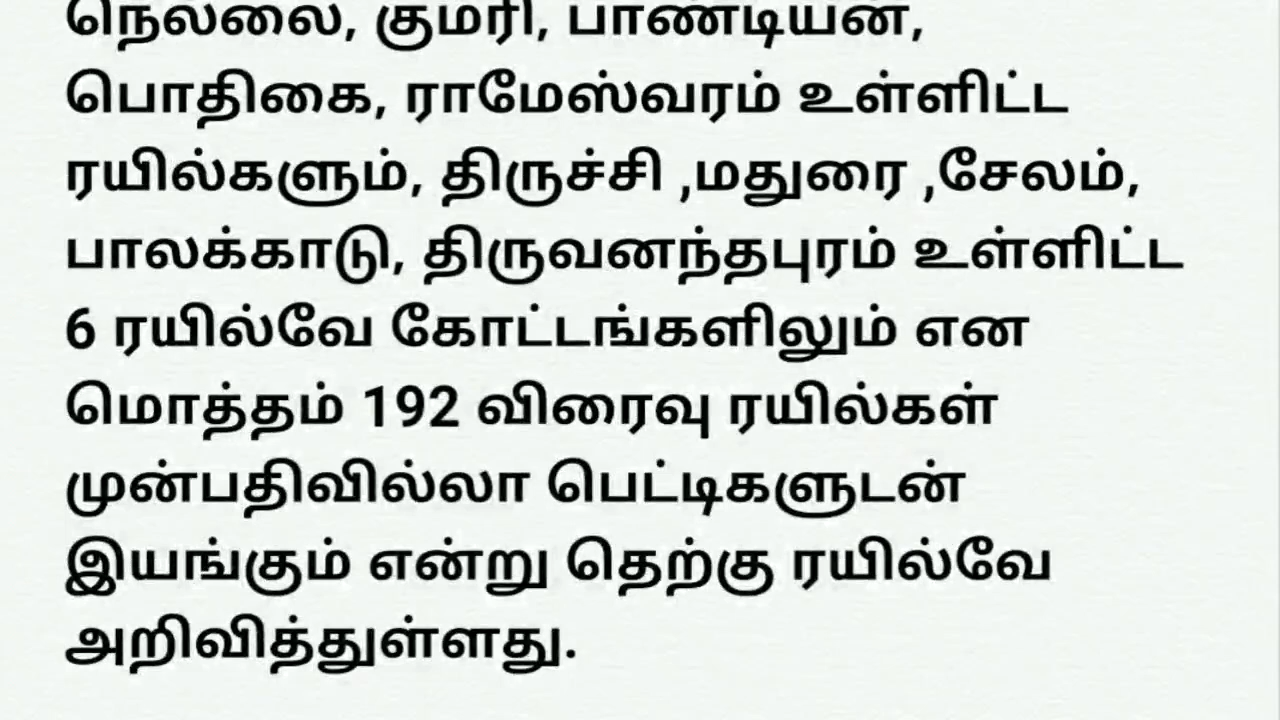 நெல்லை, குமரி, பாண்டியன்,
பொதிகை, ராமேஸ்வரம் உள்ளிட்ட
ரயில்களும், திருச்சி ,மதுரை ,சேலம்,
பாலக்காடு, திருவனந்தபுரம் உள்ளிட்ட
6 ரயில்வே கோட்டங்களிலும் என
மொத்தம் 192 விரைவு ரயில்கள்
முன்பதிவில்லா பெட்டிகளுடன்
இயங்கும் என்று தெற்கு ரயில்வே
அறிவித்துள்ளது.